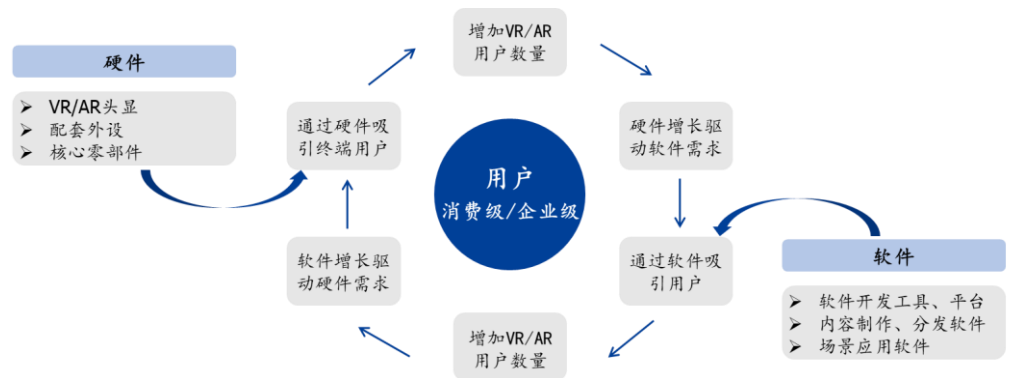 增加VR/AR
用户数量
硬件
VR/AR头显
配套外设
核心零部件
通过硬件吸
引终端用户
硬件增长驱
动软件需求
用户
消费级/企业级
软件增长驱
动硬件需求
通过软件吸
引用户
软件
软件开发工具、平台
内容制作、分发软件
场景应用软件
增加VR/AR
用户数量